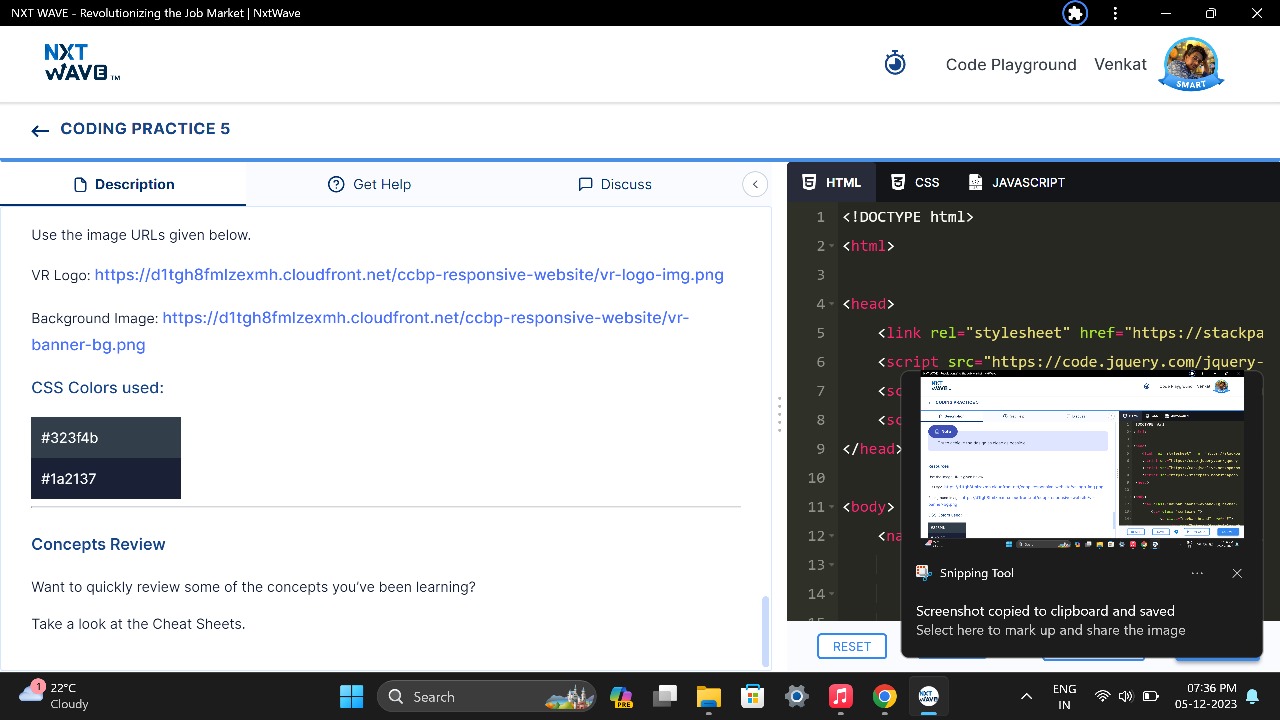 NXT WAVE - Revolutionizing the Job Market | NxtWave
NXT
WAVE™
Code Playground
Venkat
SMART
CODING PRACTICE 5
Description
Get Help
Discuss
Use the image URLs given below.
VR Logo: https://d1tgh8fmlzexmh.cloudfront.net/ccbp-responsive-website/vr-logo-img.png
Background Image: https://d1tgh8fmlzexmh.cloudfront.net/ccbp-responsive-website/vr-
banner-bg.png
CSS Colors used:
#323f4b
#1a2137
Concepts Review
Want to quickly review some of the concepts you've been learning?
Take a look at the Cheat Sheets.
HTML
CSS
JAVASCRIPT
1 <!DOCTYPE html>
2 <html>
3
4 <head>
5 <link rel="stylesheet" href="https://stackpa
6 <script src="https://code.jquery.com/jquery-
7 <sc
8 <sc
9 </head>
10
11 <body>
12 <na
13
14
15
RESET
Snipping Tool
Screenshot copied to clipboard and saved
Select here to mark up and share the image
1
22°C
Cloudy
Search
PRE
NXT
WAVE
ENG
IN
07:36 PM
05-12-2023